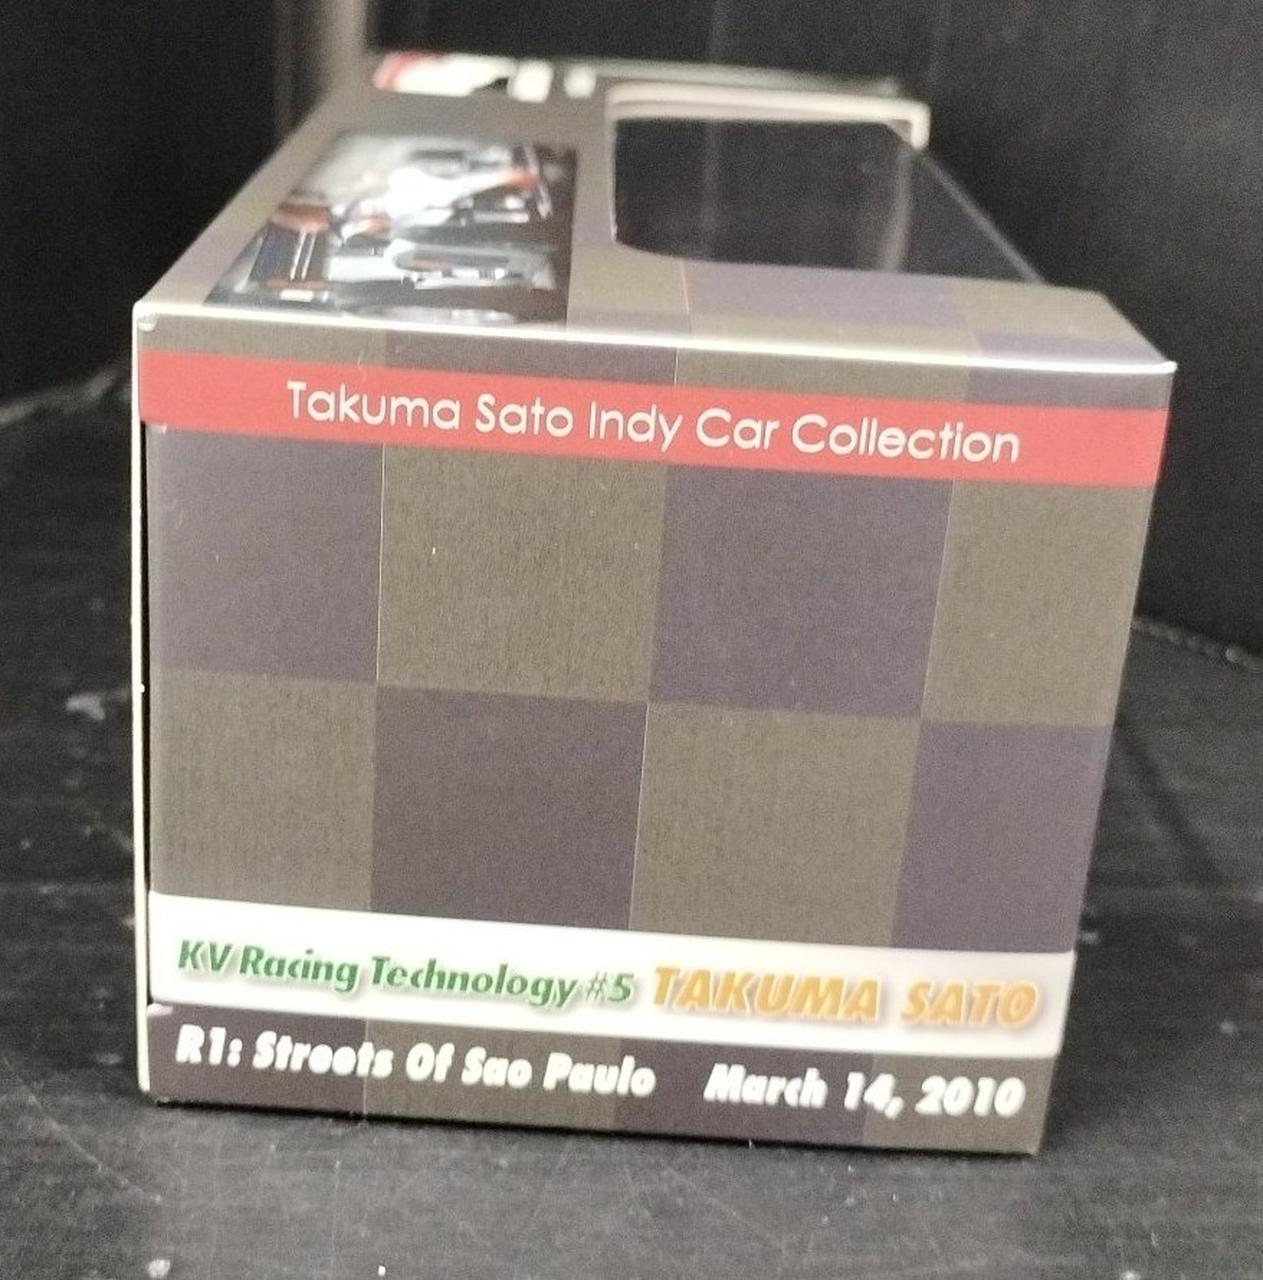 Takuma Sato Indy Car Collection
KV Racing Technology #5 TAKUMA SATO
R1: Streets Of Sao Paulo March 14, 2010